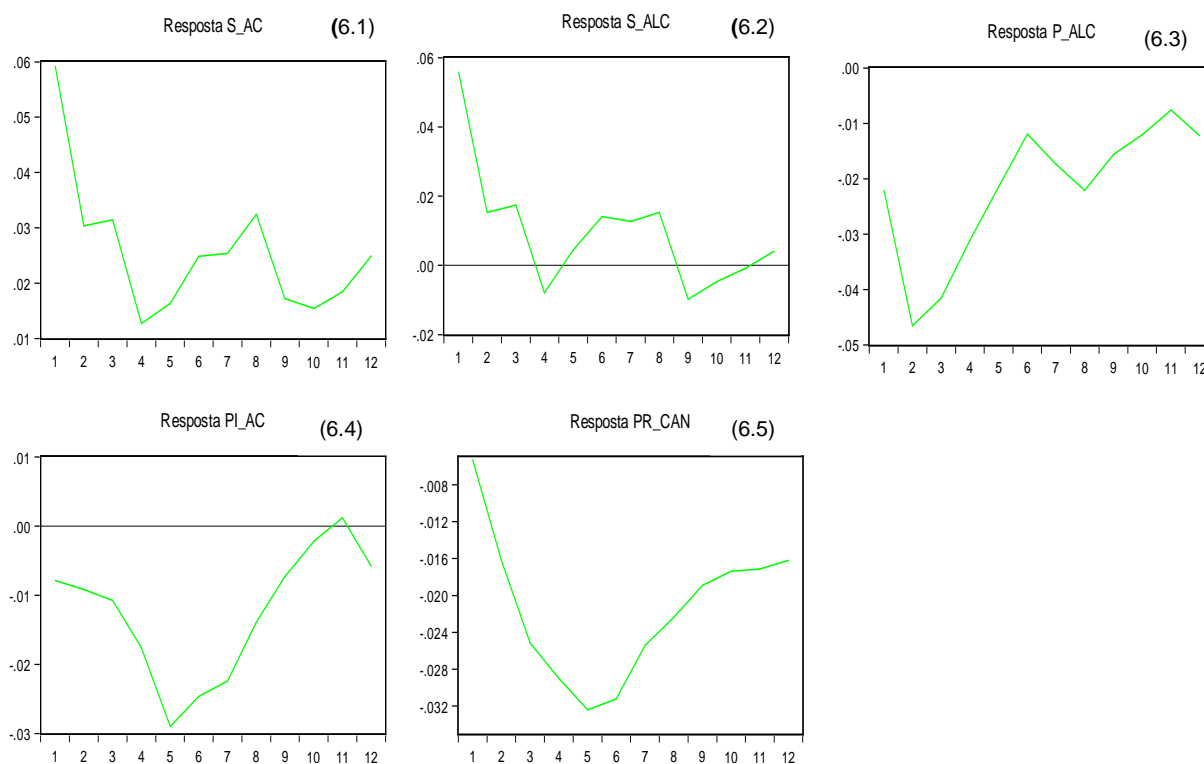 Resposta S_AC (6.1)
.06
.05
.04
.03
.02
.01
1 2 3 4 5 6 7 8 9 10 11 12
Resposta S_ALC (6.2)
.06
.04
.02
.00
-.02
1 2 3 4 5 6 7 8 9 10 11 12
Resposta P_ALC (6.3)
.00
-.01
-.02
-.03
-.04
-.05
1 2 3 4 5 6 7 8 9 10 11 12
Resposta PI_AC (6.4)
.01
.00
-.01
-.02
-.03
1 2 3 4 5 6 7 8 9 10 11 12
Resposta PR_CAN (6.5)
-.008
-.012
-.016
-.020
-.024
-.028
-.032
1 2 3 4 5 6 7 8 9 10 11 12